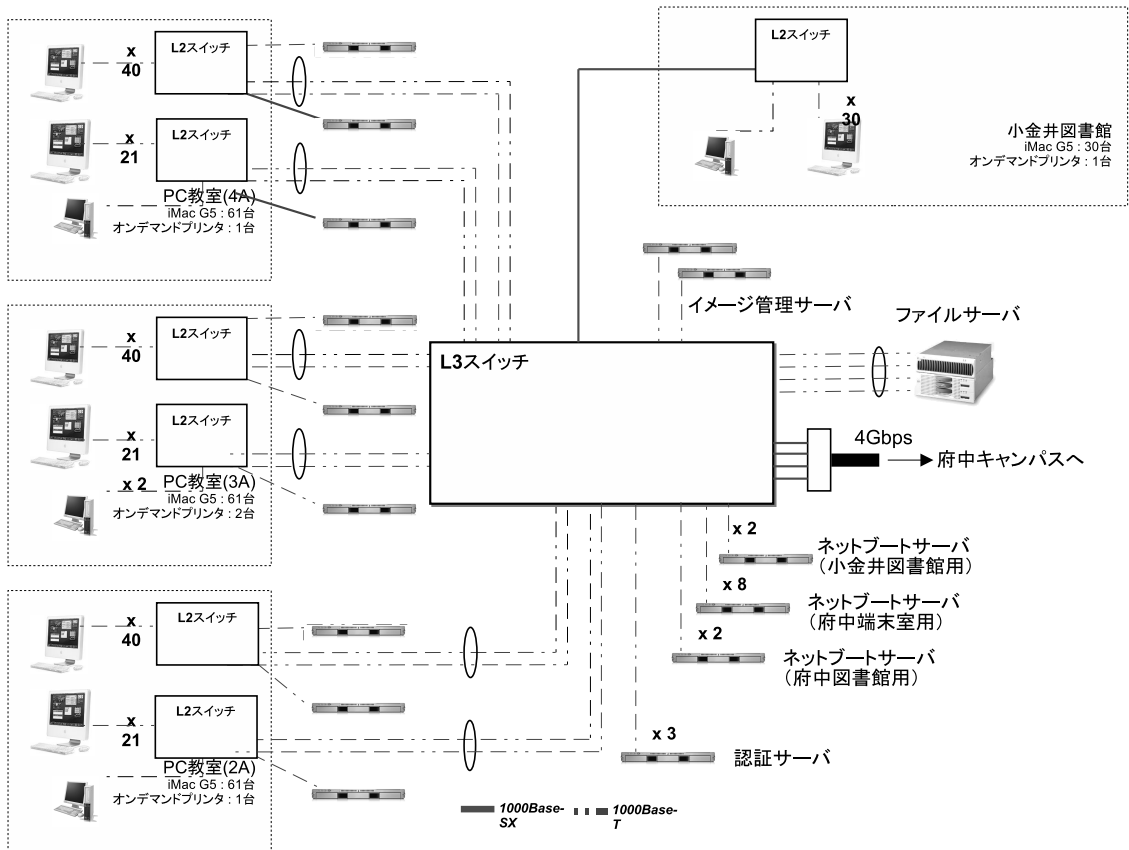 x
40
L2スイッチ
x
21
L2スイッチ
PC教室(4A)
iMac G5 : 61台
オンデマンドプリンタ : 1台
L2スイッチ
x
30
小金井図書館
iMac G5 : 30台
オンデマンドプリンタ : 1台
イメージ管理サーバ
ファイルサーバ
x
40
L2スイッチ
x
21
L2スイッチ
x 2
PC教室(3A)
iMac G5 : 61台
オンデマンドプリンタ : 2台
L3スイッチ
4Gbps
府中キャンパスへ
x 2
ネットブートサーバ
(小金井図書館用)
x 8
ネットブートサーバ
(府中端末室用)
x 2
ネットブートサーバ
(府中図書館用)
x 3
認証サーバ
x
40
L2スイッチ
x
21
L2スイッチ
PC教室(2A)
iMac G5 : 61台
オンデマンドプリンタ : 1台
1000Base-
SX
1000Base-
T